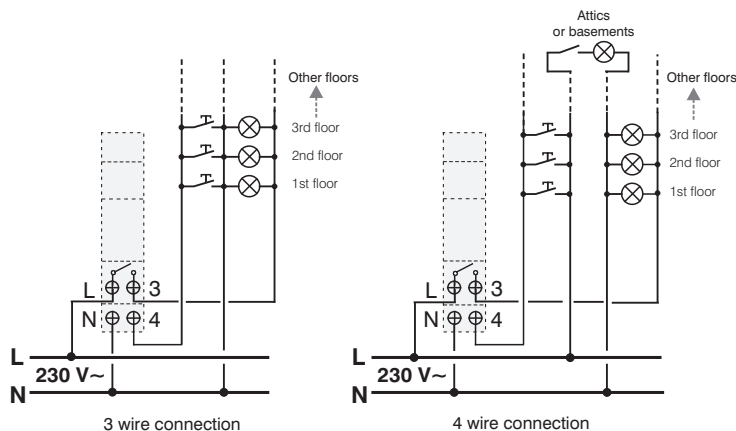 Attics
or basements
Other floors
3rd floor
2nd floor
1st floor
L 3
N 4
L
230 V~
N
3 wire connection
Other floors
3rd floor
2nd floor
1st floor
L 3
N 4
L
230 V~
N
4 wire connection